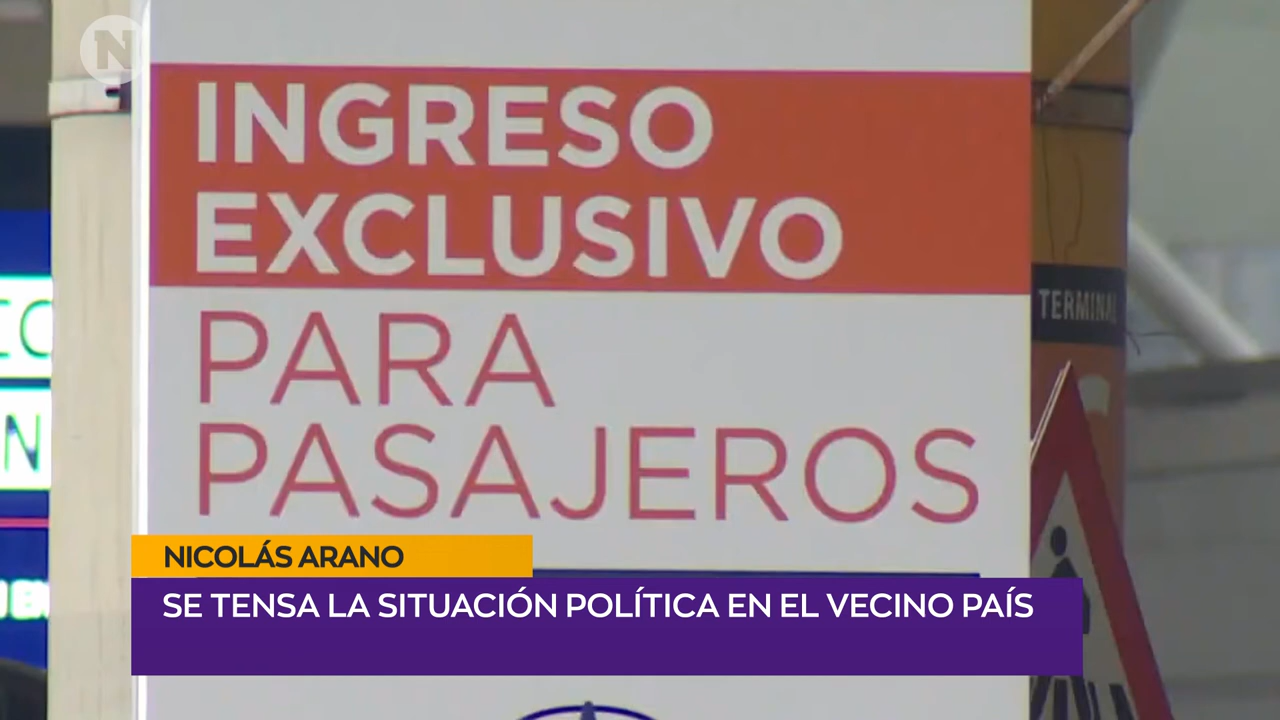 N
INGRESO
EXCLUSIVO
PARA
PASAJEROS
TERMINAL
NICOLÁS ARANO
SE TENSA LA SITUACIÓN POLÍTICA EN EL VECINO PAÍS